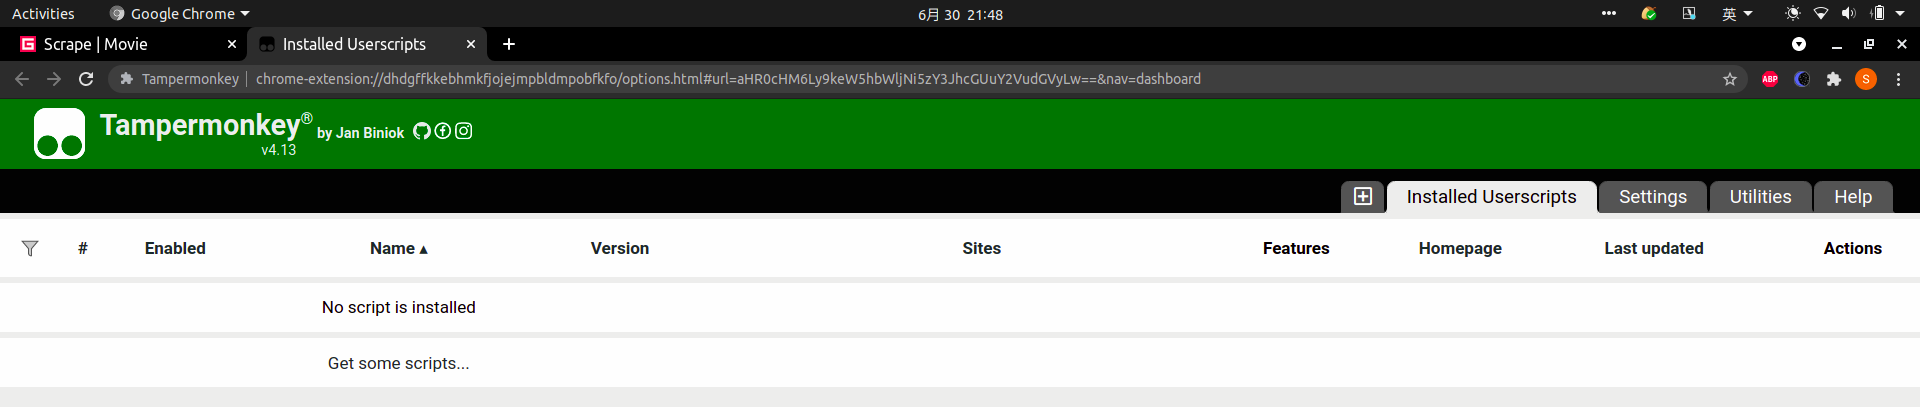 Activities Google Chrome 6月 30 21:48 英
Scrape | Movie Installed Userscripts
Tampermonkey chrome-extension://dhdgffkkebhmkfjojejmpbldmpobfkfo/options.html#url=aHR0cHM6Ly9keW5hbWljNi5zY3JhcGUuY2VudGVyLw==&nav=dashboard ABP S
Tampermonkey® by Jan Biniok
v4.13
Installed Userscripts Settings Utilities Help
# Enabled Name ▴ Version Sites Features Homepage Last updated Actions
No script is installed
Get some scripts...